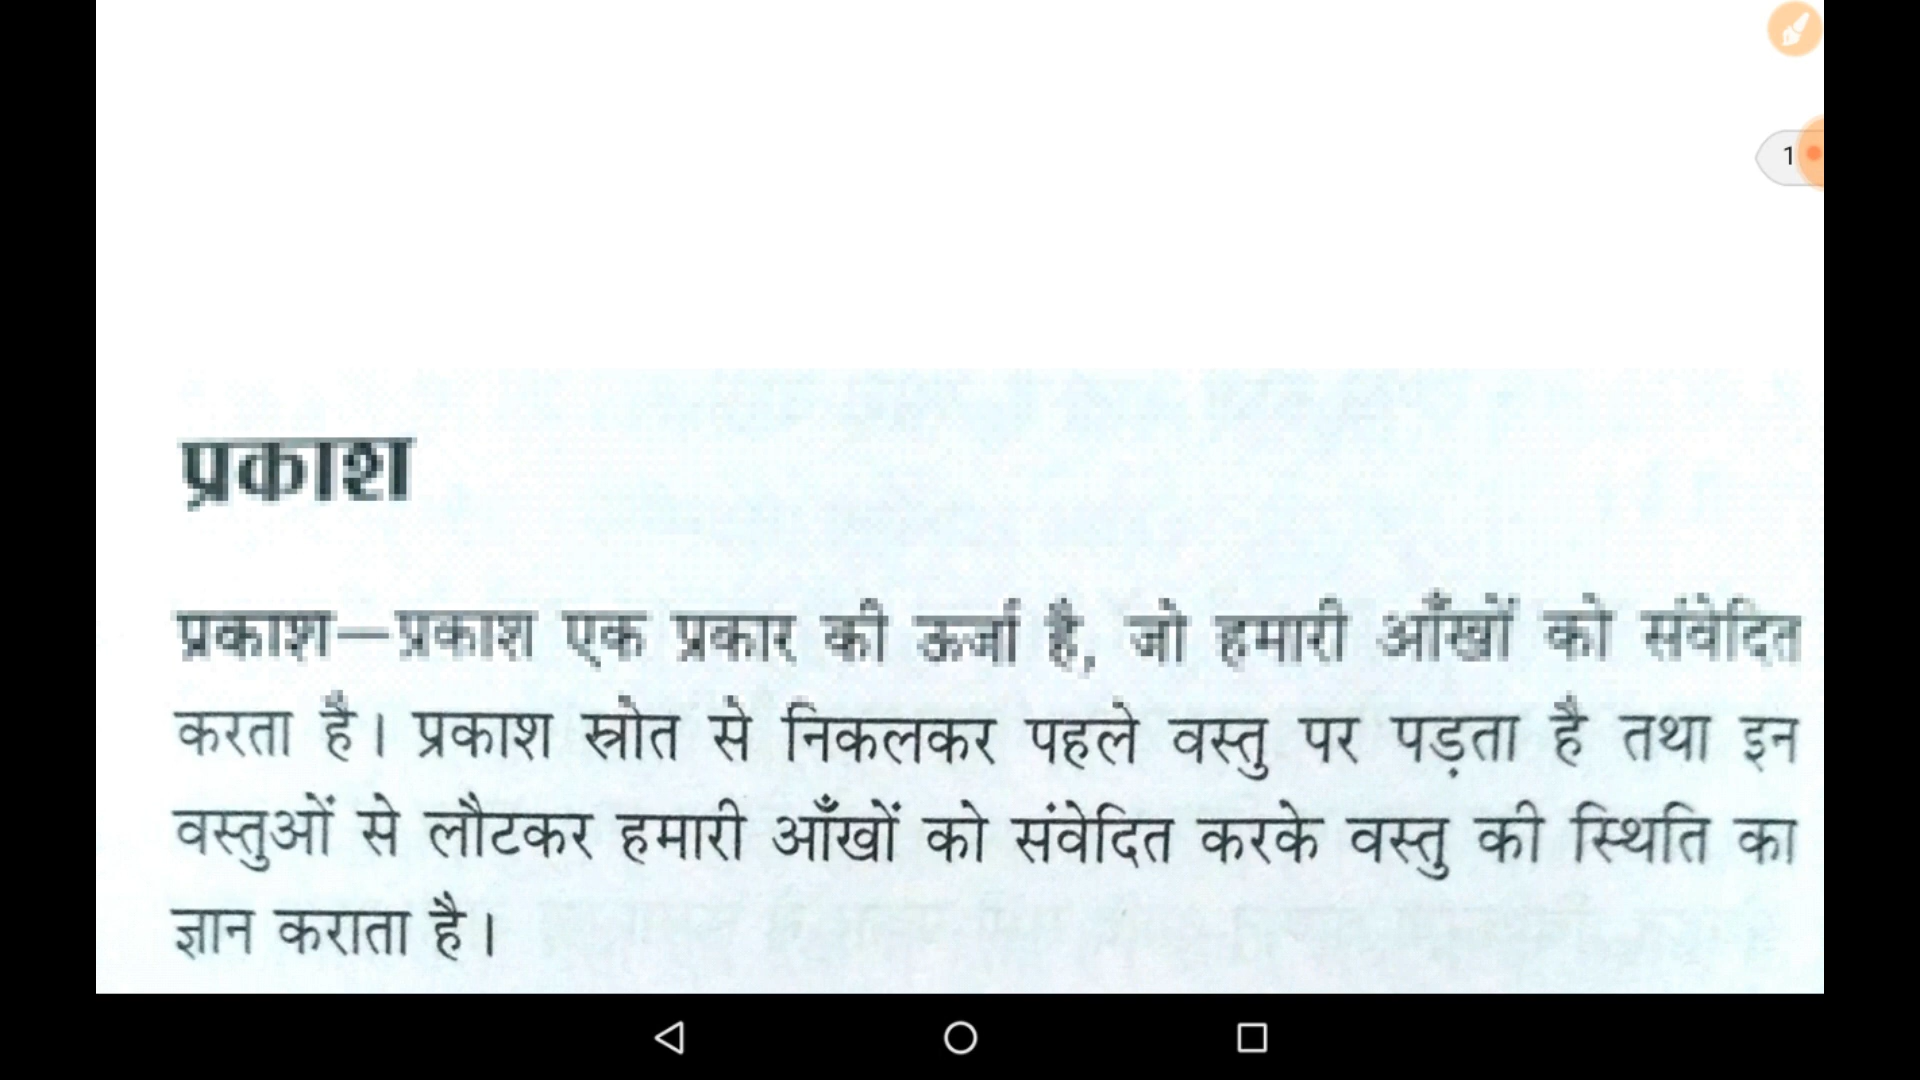 1
प्रकाश
प्रकाश—प्रकाश एक प्रकार की ऊर्जा है, जो हमारी आँखों को संवेदित
करता है। प्रकाश स्रोत से निकलकर पहले वस्तु पर पड़ता है तथा इन
वस्तुओं से लौटकर हमारी आँखों को संवेदित करके वस्तु की स्थिति का
ज्ञान कराता है।